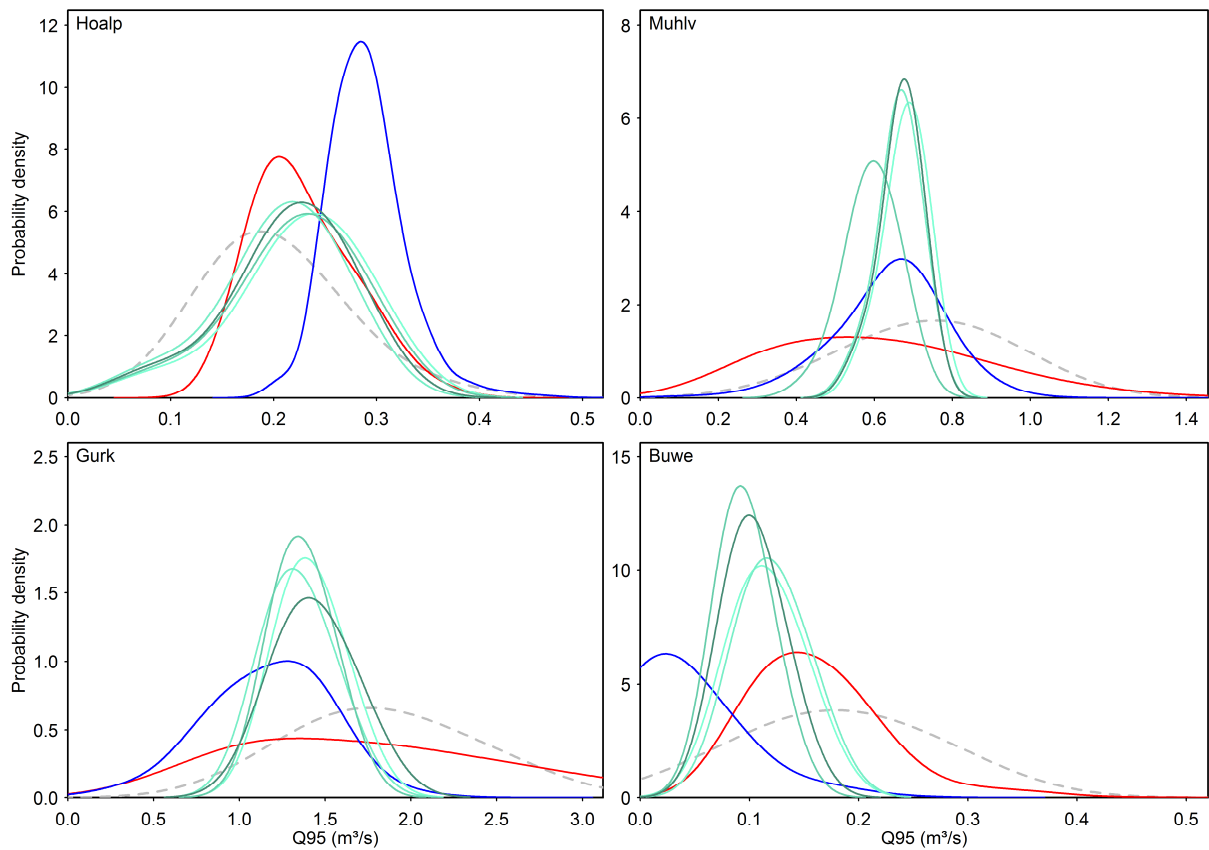 Hoalp
Probability density
12
10
8
6
4
2
0
0.0 0.1 0.2 0.3 0.4 0.5
Muhlv
8
6
4
2
0
0.0 0.2 0.4 0.6 0.8 1.0 1.2 1.4
Gurk
Probability density
2.5
2.0
1.5
1.0
0.5
0.0
0.0 0.5 1.0 1.5 2.0 2.5 3.0
Q95 (m³/s)
Buwe
15
10
5
0
0.0 0.1 0.2 0.3 0.4 0.5
Q95 (m³/s)